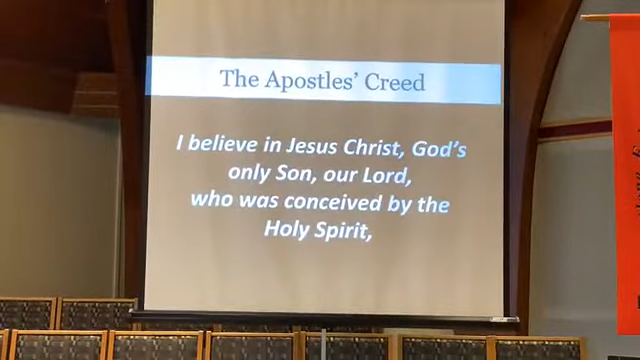 The Apostles’ Creed
I believe in Jesus Christ, God’s
only Son, our Lord,
who was conceived by the
Holy Spirit,